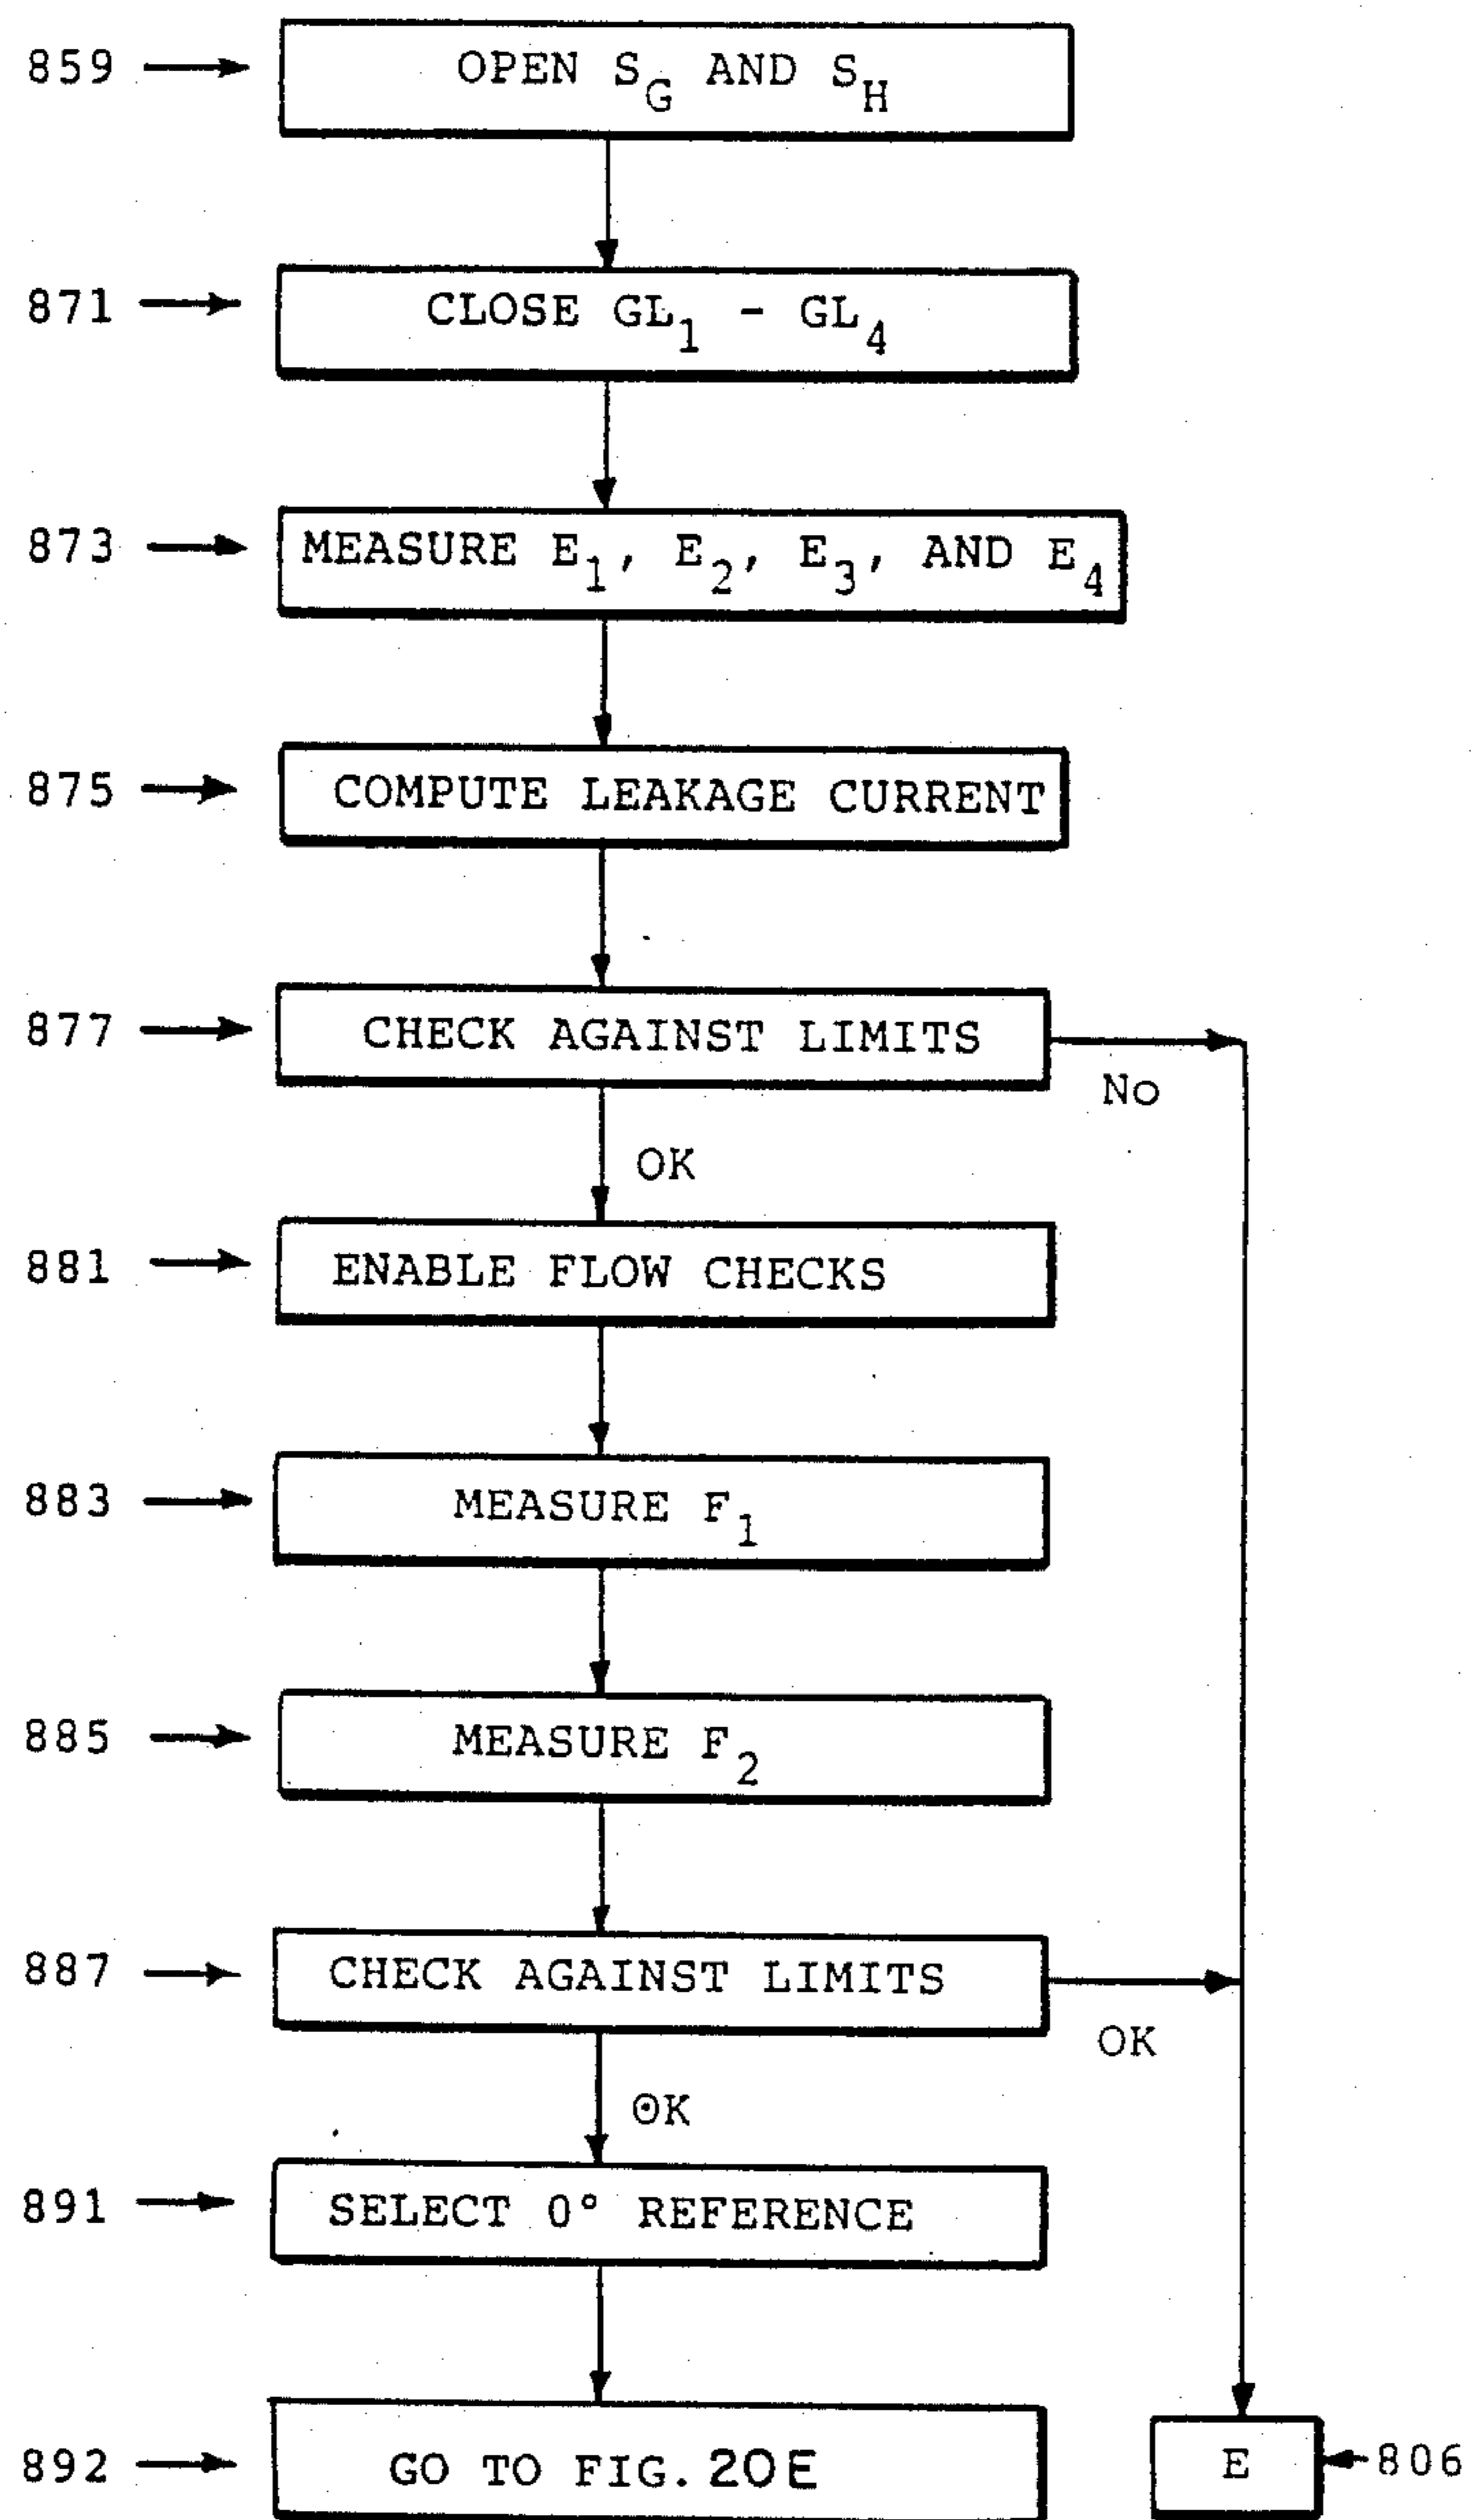 859
OPEN S_G AND S_H
871
CLOSE GL_1 - GL_4
873
MEASURE E_1, E_2, E_3, AND E_4
875
COMPUTE LEAKAGE CURRENT
877
CHECK AGAINST LIMITS
No
OK
881
ENABLE FLOW CHECKS
883
MEASURE F_1
885
MEASURE F_2
887
CHECK AGAINST LIMITS
OK
OK
891
SELECT 0° REFERENCE
892
GO TO FIG. 20E
E
806